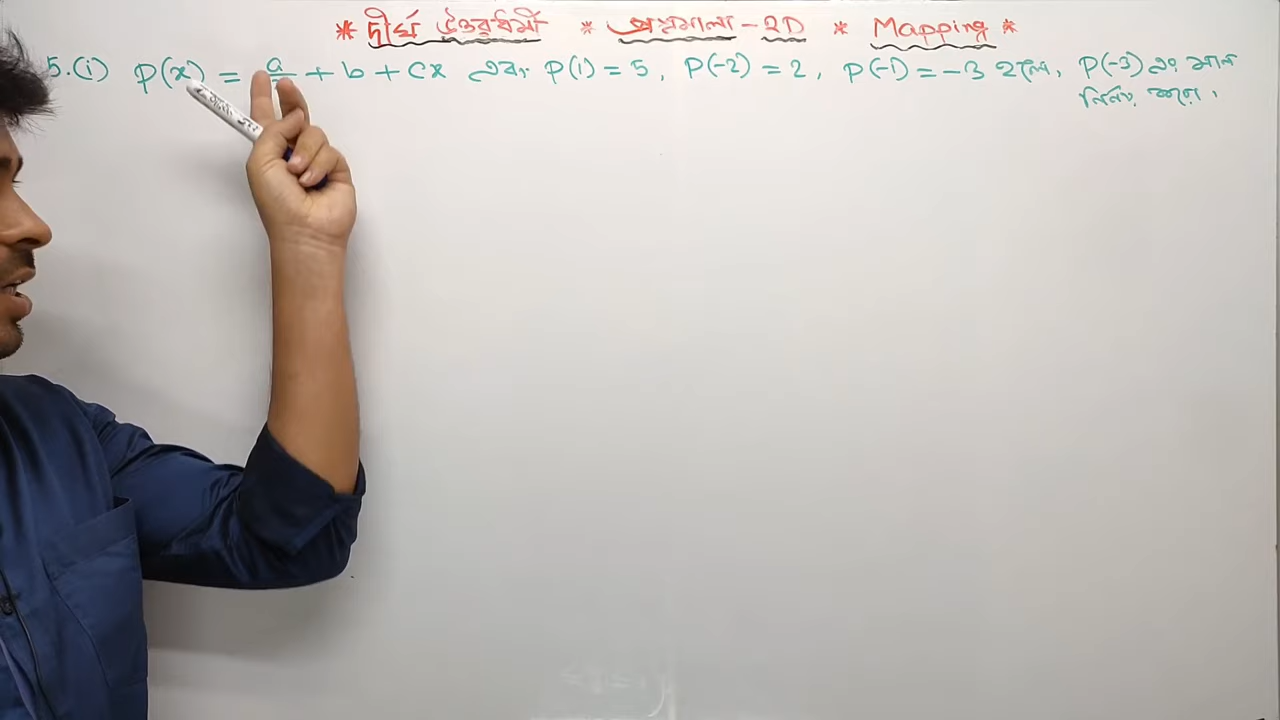 * দীর্ঘ উত্তরধর্মী * প্রশ্নমালা - 2D * Mapping *
5.(i) P(x) = a + b + cx এবং P(1) = 5, P(-2) = 2, P(-1) = -3 হলে, P(-3) এর মান
নির্ণয় করো।